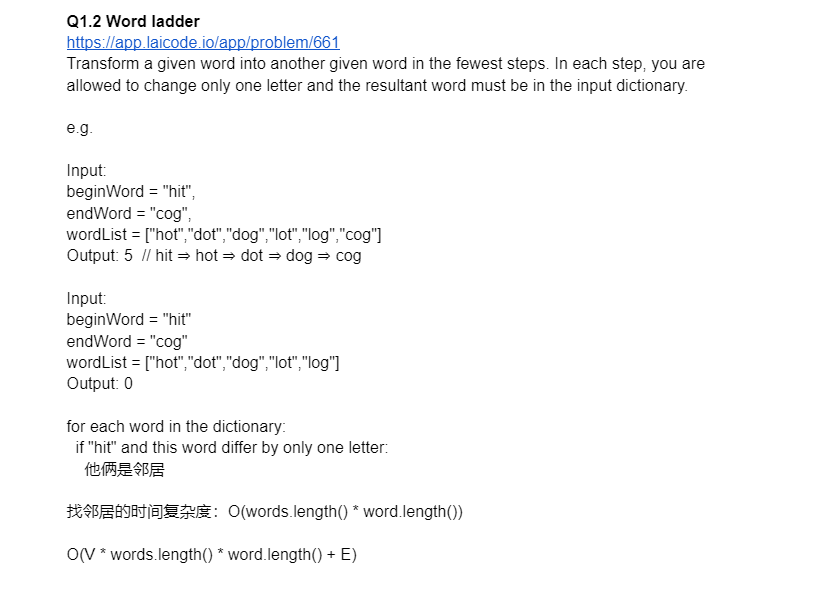 Q1.2 Word ladder
https://app.laicode.io/app/problem/661
Transform a given word into another given word in the fewest steps. In each step, you are
allowed to change only one letter and the resultant word must be in the input dictionary.
e.g.
Input:
beginWord = "hit",
endWord = "cog",
wordList = ["hot","dot","dog","lot","log","cog"]
Output: 5  // hit ⇒ hot ⇒ dot ⇒ dog ⇒ cog
Input:
beginWord = "hit"
endWord = "cog"
wordList = ["hot","dot","dog","lot","log"]
Output: 0
for each word in the dictionary:
  if "hit" and this word differ by only one letter:
    他俩是邻居
找邻居的时间复杂度：O(words.length() * word.length())
O(V * words.length() * word.length() + E)